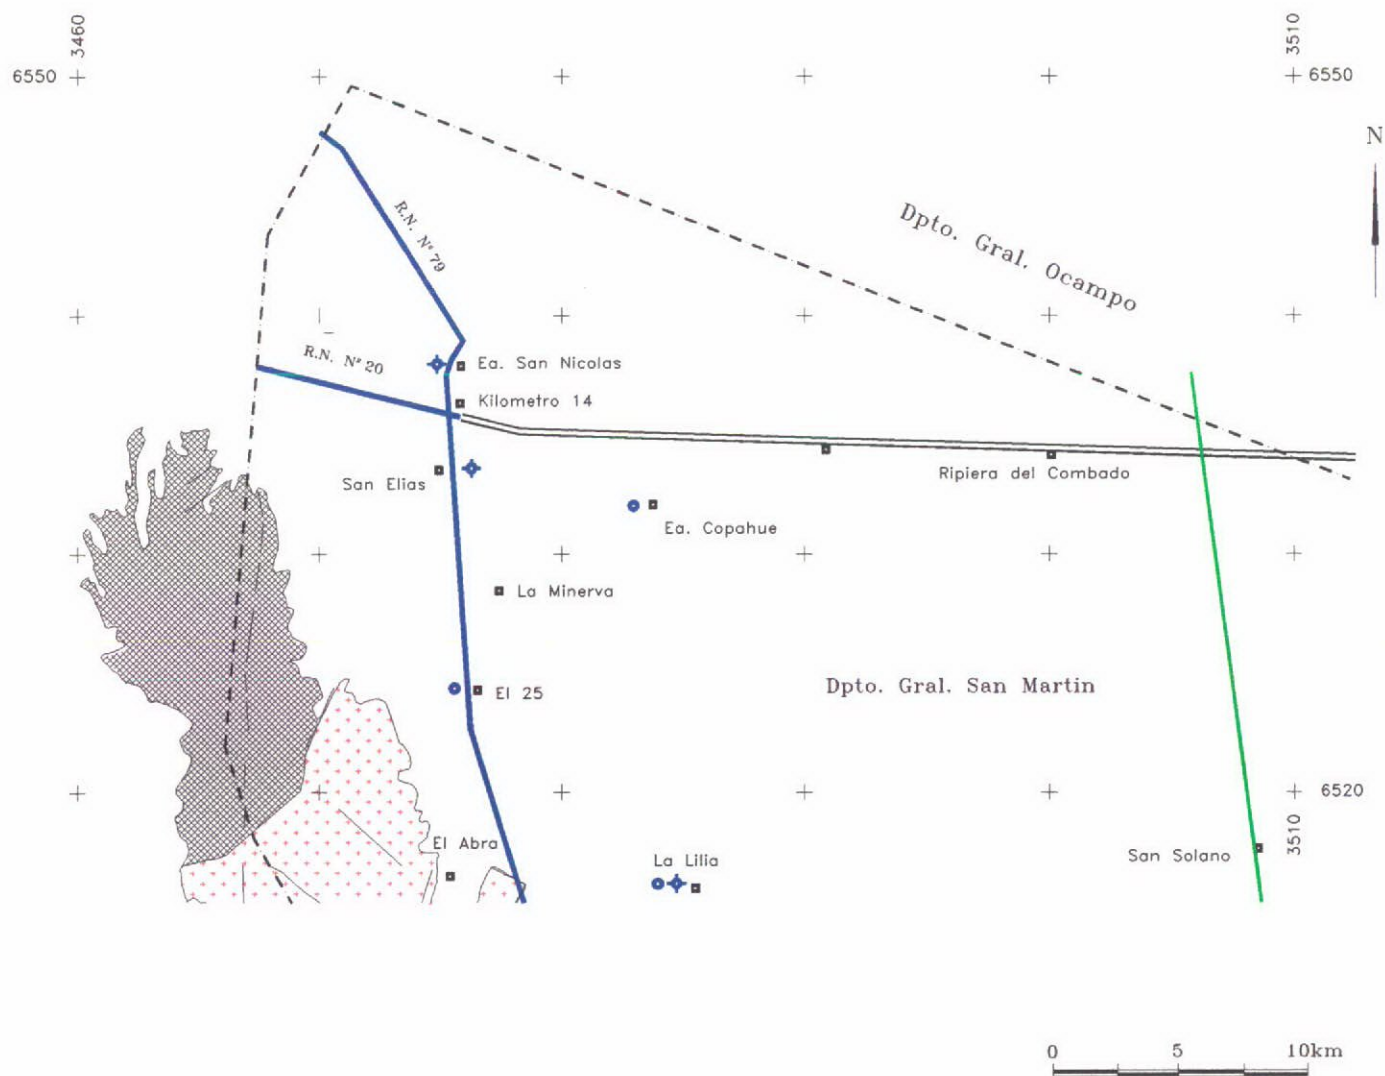 3460
3510
6550
6550
N
R.N. Nº 79
Dpto. Gral. Ocampo
R.N. Nº 20
Ea. San Nicolas
Kilometro 14
San Elias
Ripiera del Combado
Ea. Copahue
La Minerva
El 25
Dpto. Gral. San Martin
6520
3510
El Abra
La Lilia
San Solano
0 5 10km